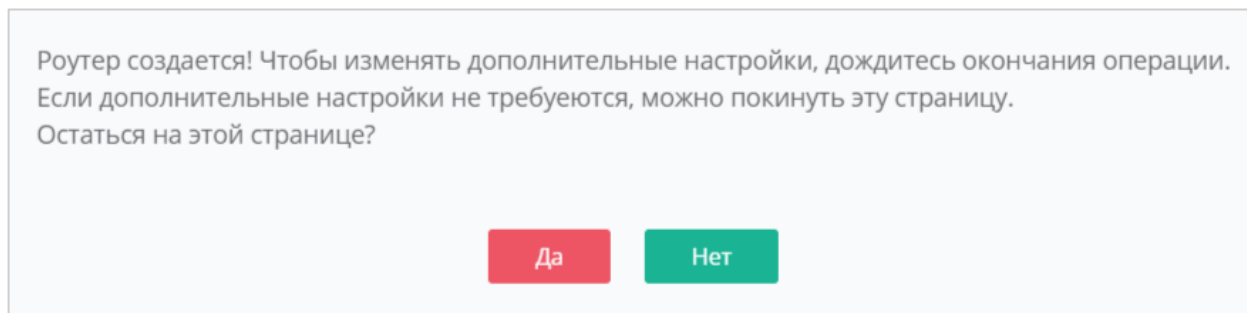 Роутер создается! Чтобы изменять дополнительные настройки, дождитесь окончания операции.
Если дополнительные настройки не требуеются, можно покинуть эту страницу.
Остаться на этой странице?
Да Нет